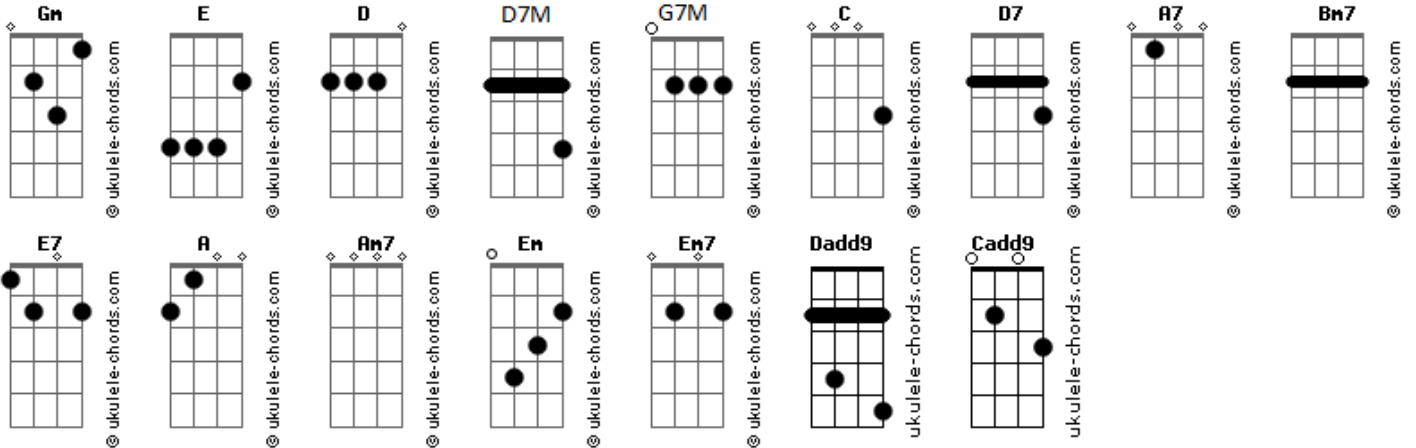 Gm E D D7M G7M C D7 A7 Bm7
© ukulele-chords.com © ukulele-chords.com © ukulele-chords.com © ukulele-chords.com © ukulele-chords.com © ukulele-chords.com © ukulele-chords.com © ukulele-chords.com © ukulele-chords.com
E7 A Am7 Em Em7 Dadd9 Cadd9
© ukulele-chords.com © ukulele-chords.com © ukulele-chords.com © ukulele-chords.com © ukulele-chords.com ukulele-chords.com ukulele-chords.com